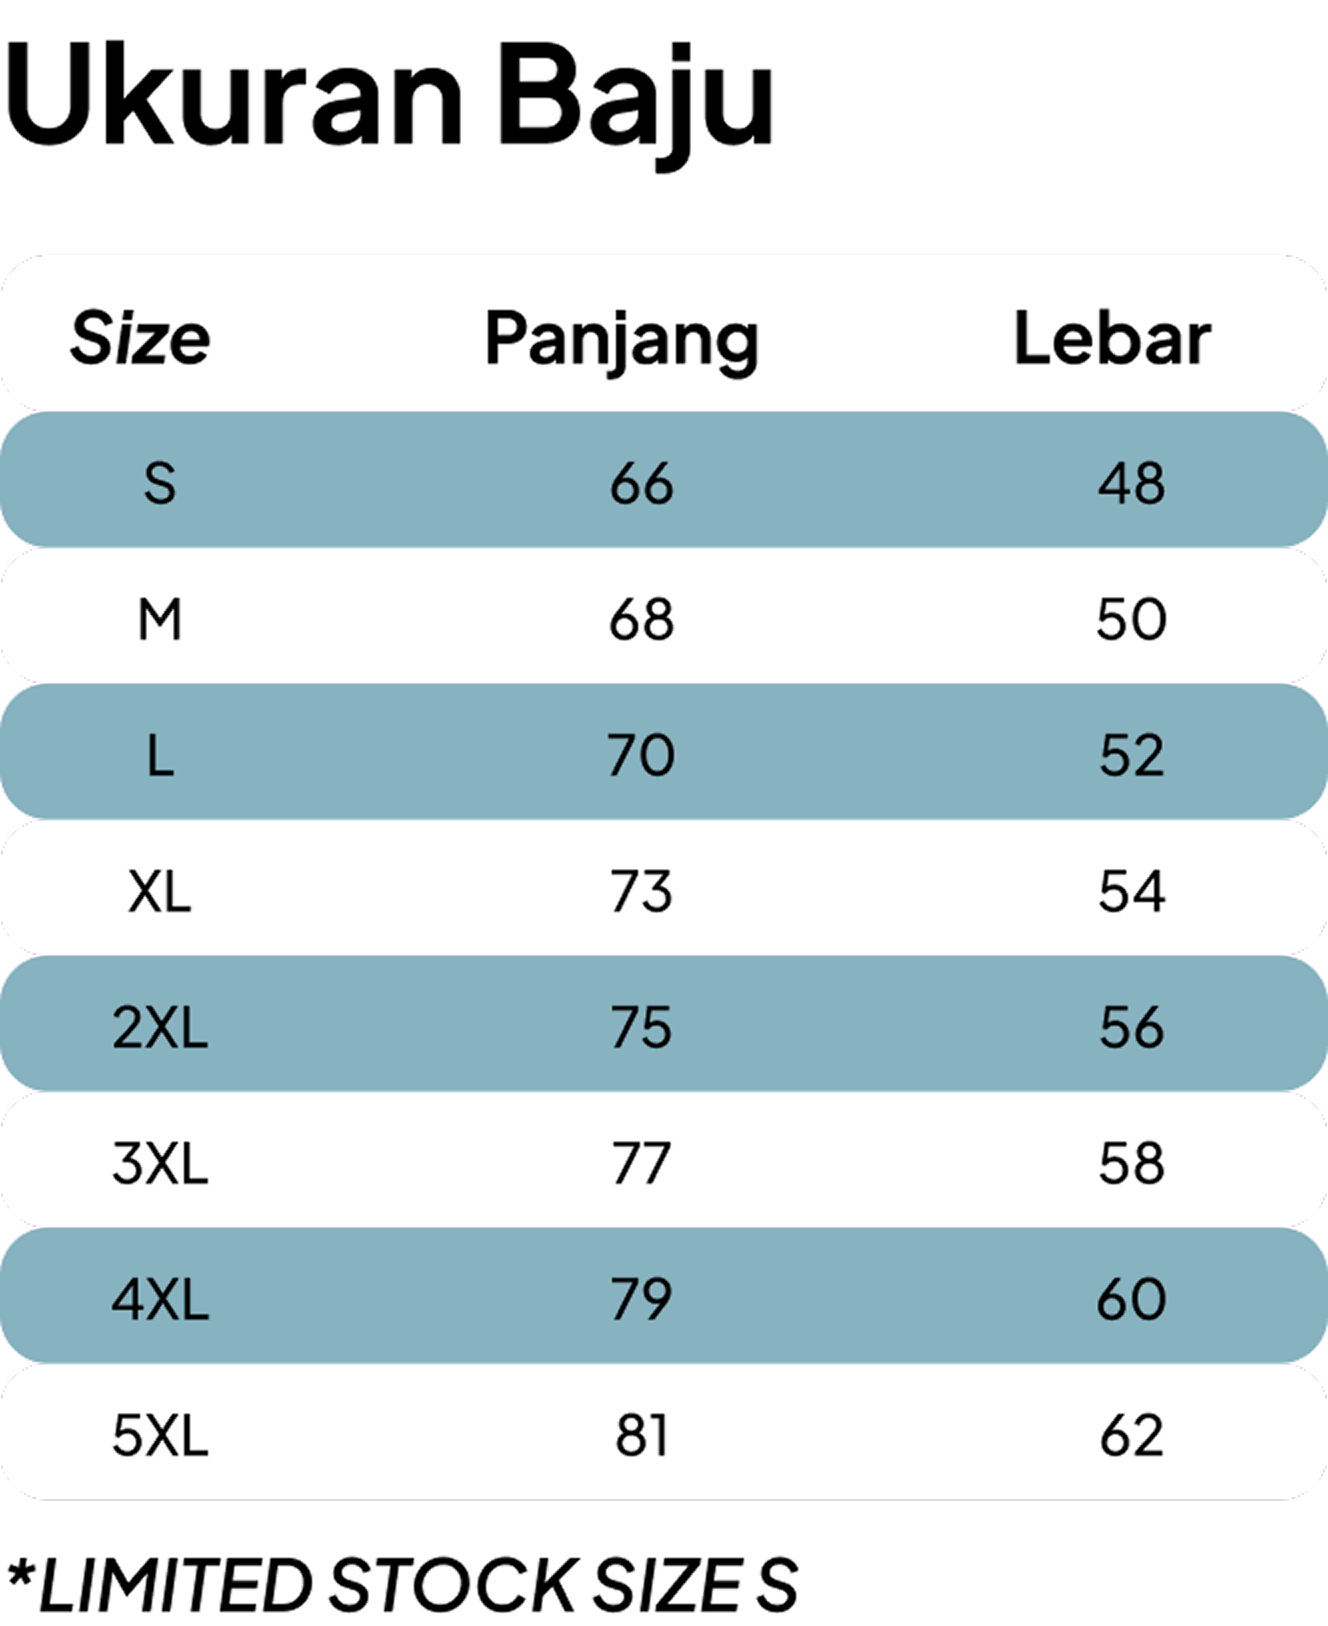 Ukuran Baju
Size Panjang Lebar
S 66 48
M 68 50
L 70 52
XL 73 54
2XL 75 56
3XL 77 58
4XL 79 60
5XL 81 62
*LIMITED STOCK SIZE S